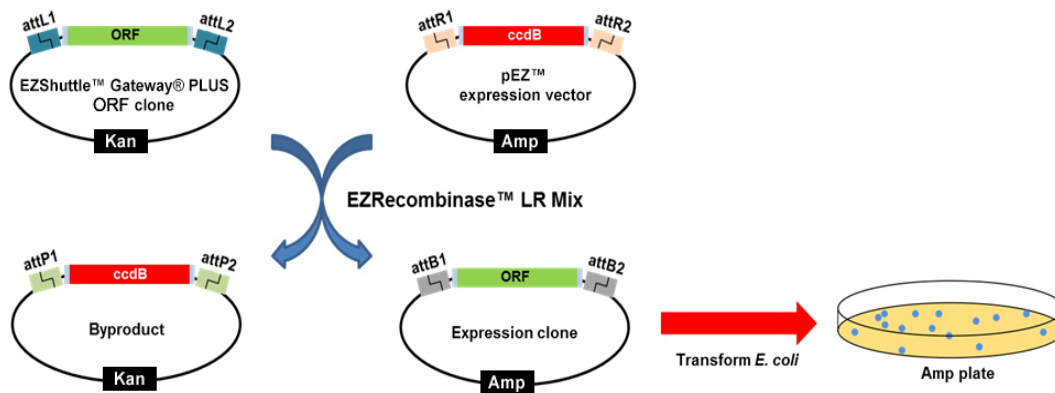 attL1
ORF
attL2
EZShuttle™ Gateway® PLUS
ORF clone
Kan
attR1
ccdB
attR2
pEZ™
expression vector
Amp
EZRecombinase™ LR Mix
attP1
ccdB
attP2
Byproduct
Kan
attB1
ORF
attB2
Expression clone
Amp
Transform E. coli
Amp plate